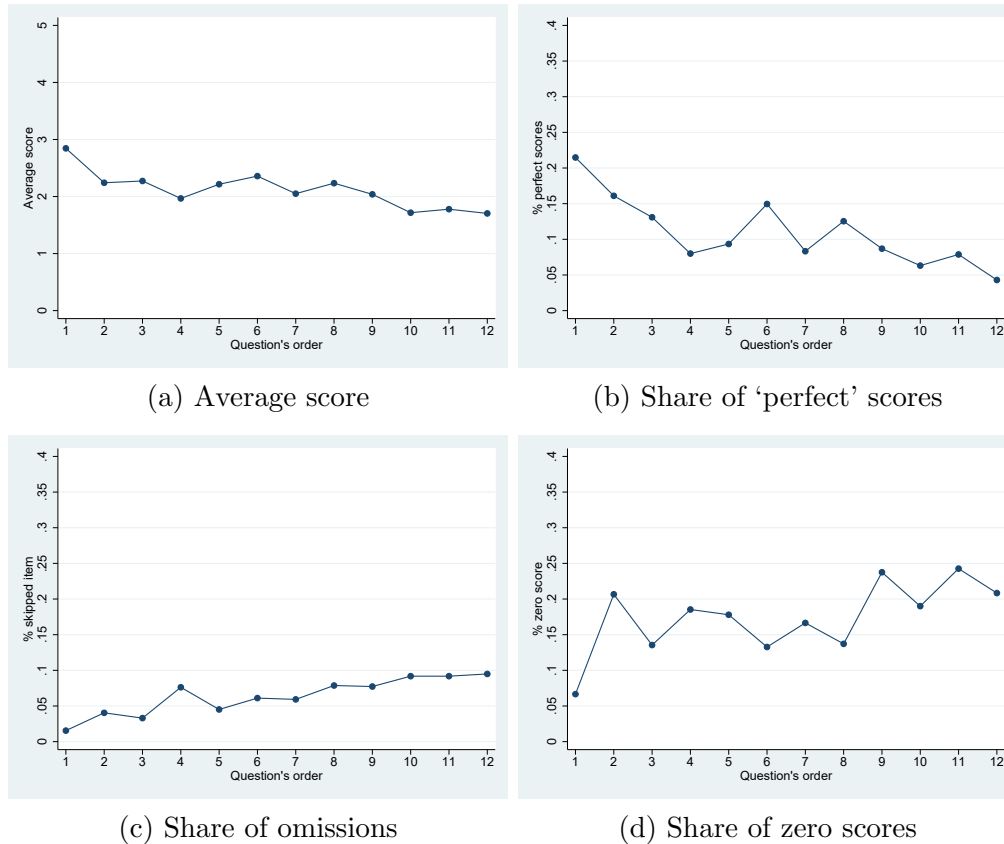 Average score
5
4
3
2
1
0
1 2 3 4 5 6 7 8 9 10 11 12
Question's order
(a) Average score
% perfect scores
.4
.35
.3
.25
.2
.15
.1
.05
0
1 2 3 4 5 6 7 8 9 10 11 12
Question's order
(b) Share of ‘perfect’ scores
% skipped item
.4
.35
.3
.25
.2
.15
.1
.05
0
1 2 3 4 5 6 7 8 9 10 11 12
Question's order
(c) Share of omissions
% zero score
.4
.35
.3
.25
.2
.15
.1
.05
0
1 2 3 4 5 6 7 8 9 10 11 12
Question's order
(d) Share of zero scores